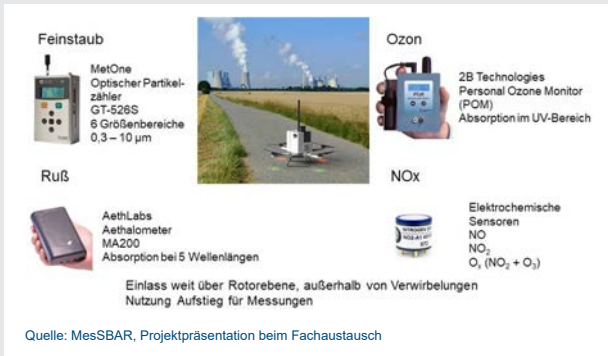 Feinstaub
MetOne
Optischer Partikel-
zähler
GT-526S
6 Größenbereiche
0,3 – 10 µm
Ozon
2B Technologies
Personal Ozone Monitor
(POM)
Absorption im UV-Bereich
Ruß
AethLabs
Aethalometer
MA200
Absorption bei 5 Wellenlängen
NOx
Elektrochemische
Sensoren
NO
NO₂
Oₓ (NO₂ + O₃)
Einlass weit über Rotorebene, außerhalb von Verwirbelungen
Nutzung Aufstieg für Messungen
Quelle: MesSBAR, Projektpräsentation beim Fachaustausch